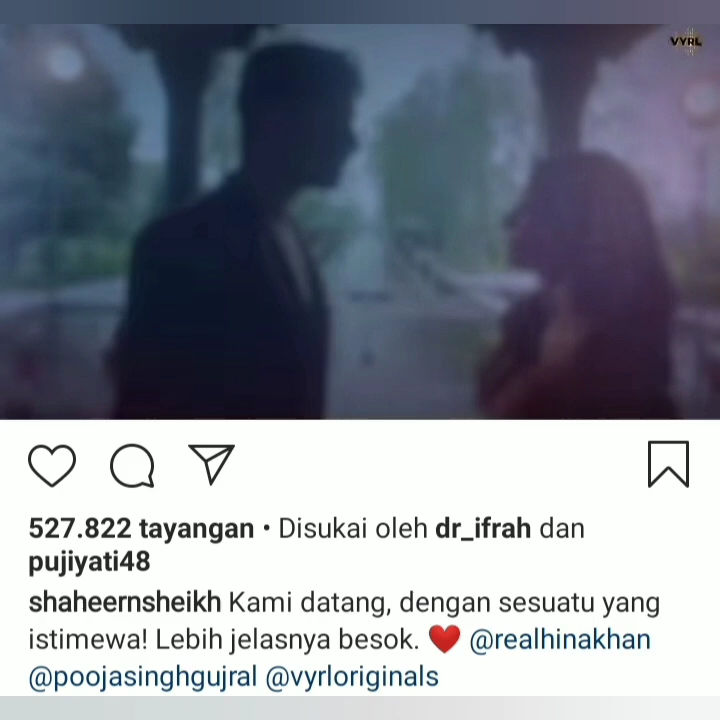 VYRL
527.822 tayangan • Disukai oleh dr_ifrah dan
pujiyati48
shaheernsheikh Kami datang, dengan sesuatu yang
istimewa! Lebih jelasnya besok. ❤️ @realhinakhan
@poojasinghgujral @vyrloriginals